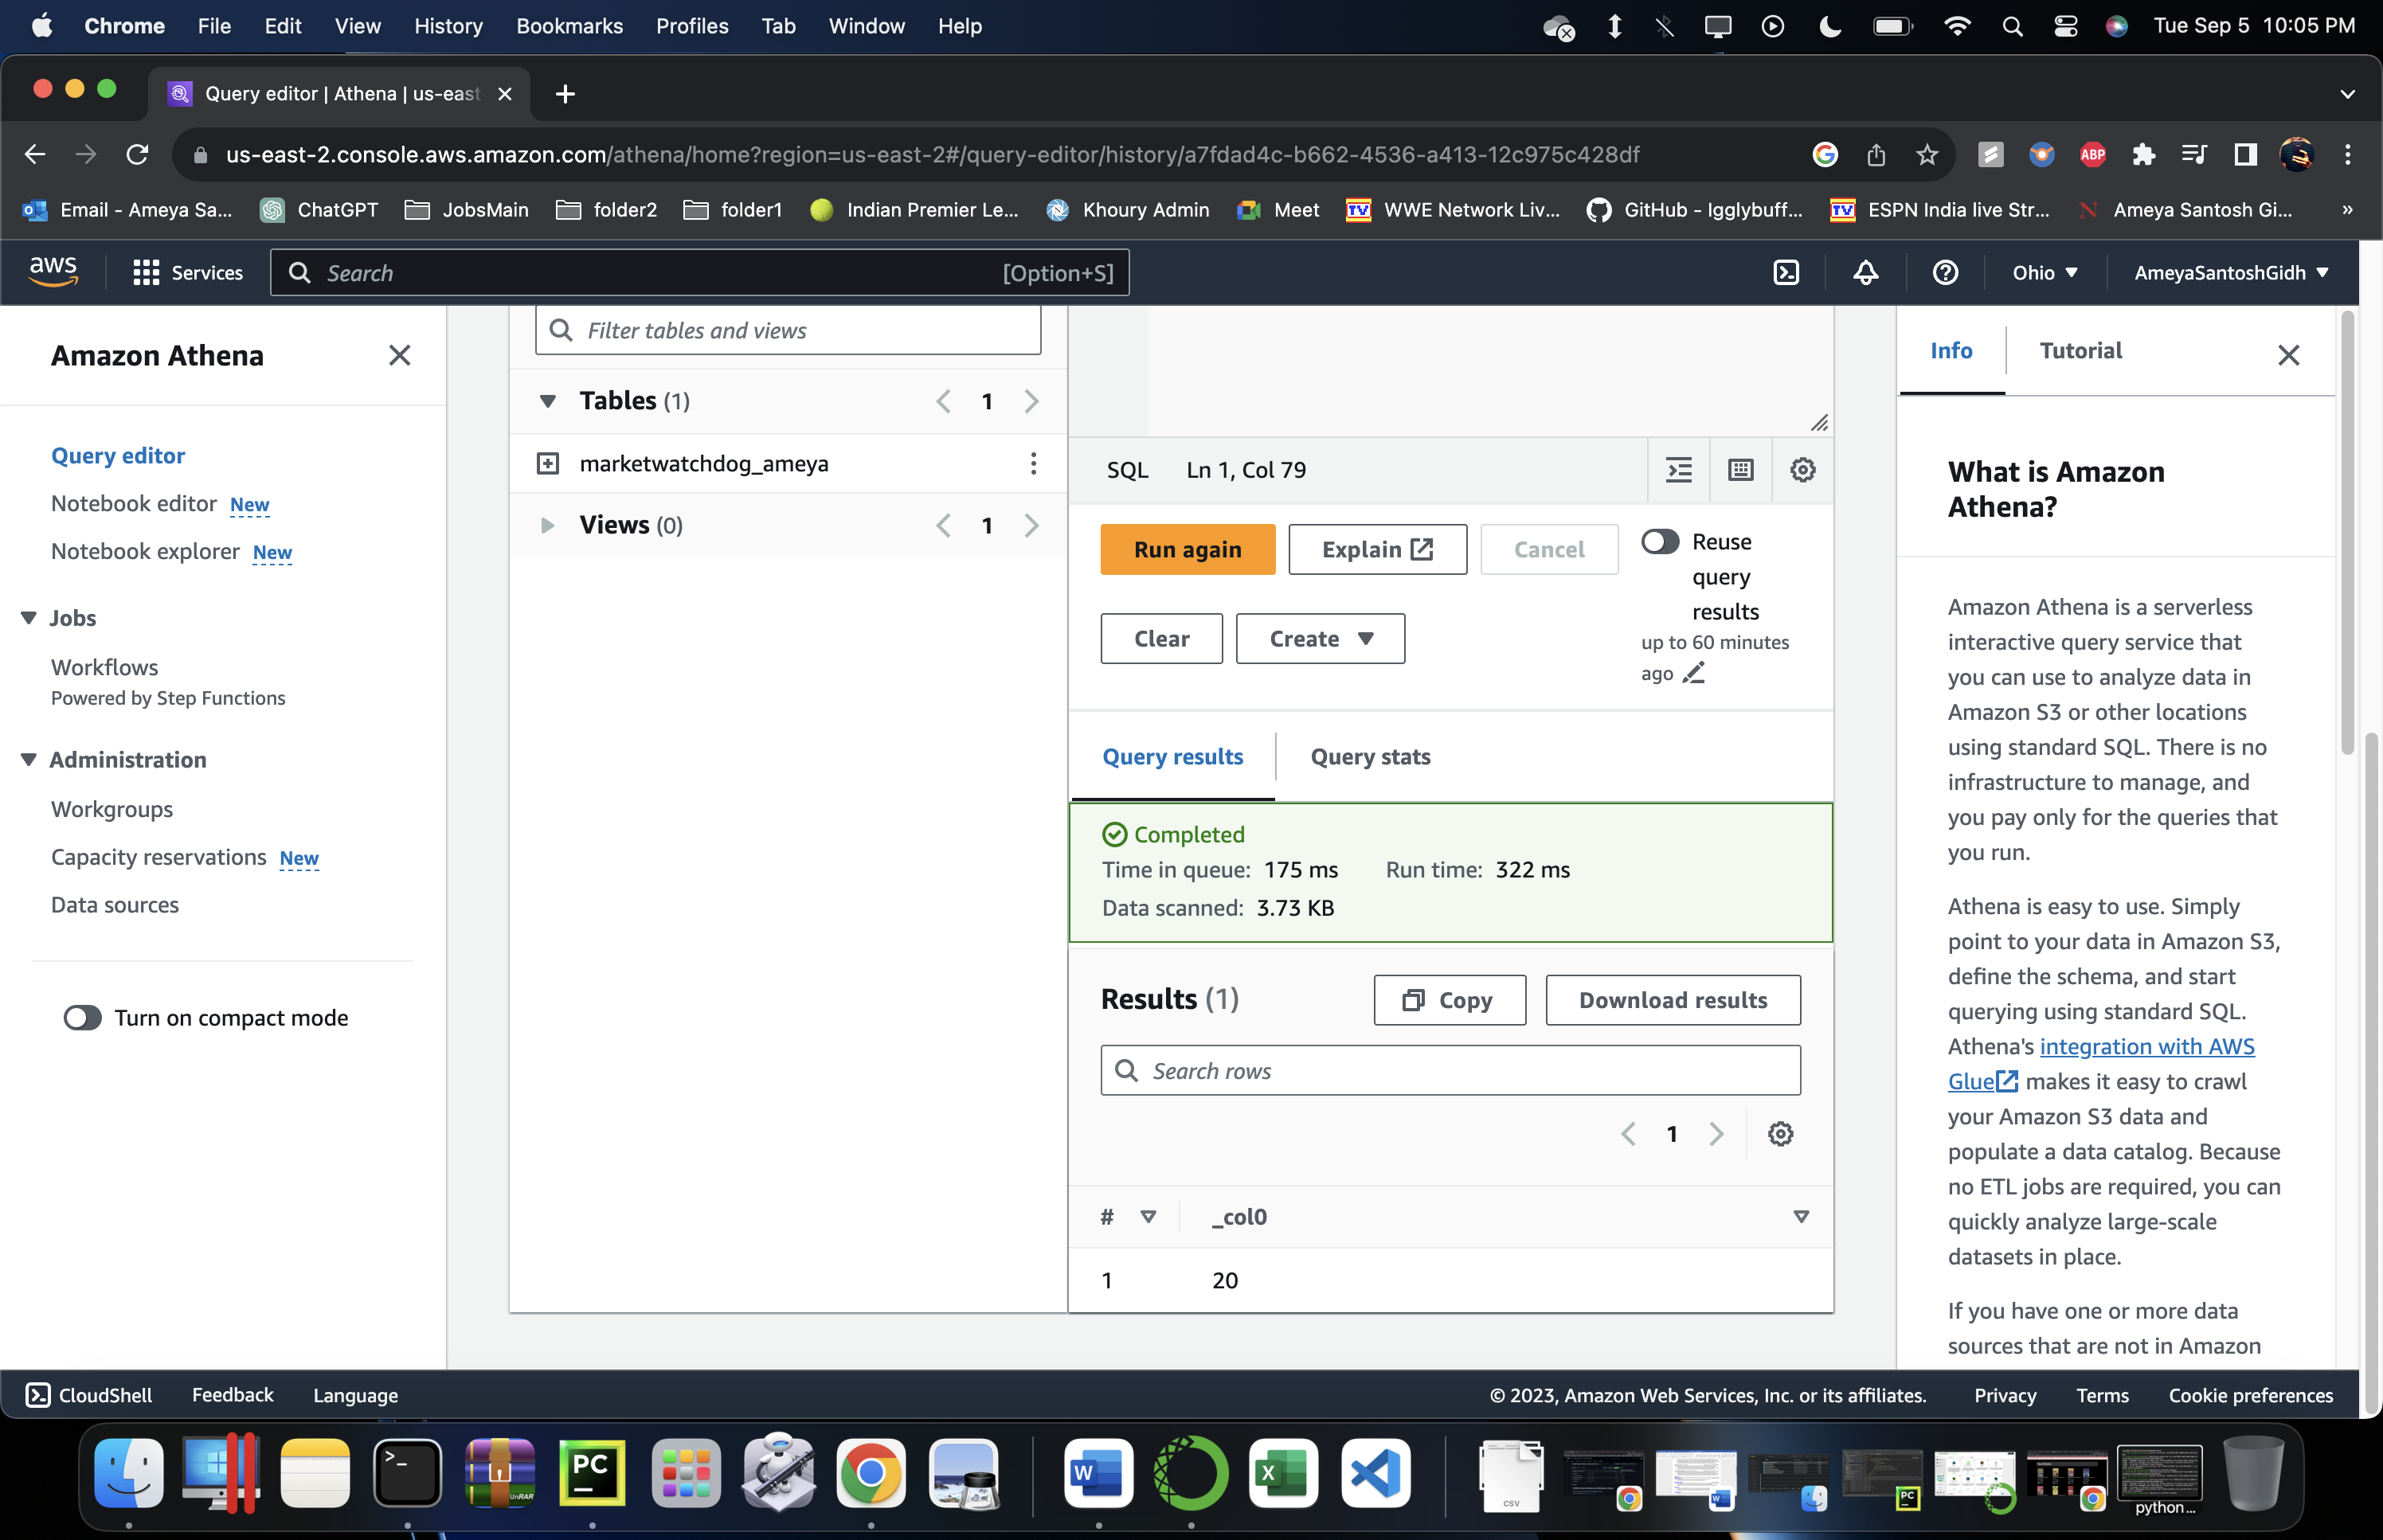 Chrome File Edit View History Bookmarks Profiles Tab Window Help
Tue Sep 5 10:05 PM
Query editor | Athena | us-east
us-east-2.console.aws.amazon.com/athena/home?region=us-east-2#/query-editor/history/a7fdad4c-b662-4536-a413-12c975c428df
ABP
Email - Ameya Sa... ChatGPT JobsMain folder2 folder1 Indian Premier Le... Khoury Admin Meet WWE Network Liv... GitHub - Igglybuff... ESPN India live Str... Ameya Santosh Gi... »
aws Services Search [Option+S] Ohio AmeyaSantoshGidh
Amazon Athena
Query editor
Notebook editor New
Notebook explorer New
Jobs
Workflows
Powered by Step Functions
Administration
Workgroups
Capacity reservations New
Data sources
Turn on compact mode
Filter tables and views
Tables (1) 1
marketwatchdog_ameya
Views (0) 1
SQL Ln 1, Col 79
Run again Explain Cancel
Reuse
query
results
up to 60 minutes
ago
Clear Create
Query results Query stats
Completed
Time in queue: 175 ms Run time: 322 ms
Data scanned: 3.73 KB
Results (1) Copy Download results
Search rows
1
# _col0
1 20
Info Tutorial
What is Amazon
Athena?
Amazon Athena is a serverless
interactive query service that
you can use to analyze data in
Amazon S3 or other locations
using standard SQL. There is no
infrastructure to manage, and
you pay only for the queries that
you run.
Athena is easy to use. Simply
point to your data in Amazon S3,
define the schema, and start
querying using standard SQL.
Athena's integration with AWS
Glue makes it easy to crawl
your Amazon S3 data and
populate a data catalog. Because
no ETL jobs are required, you can
quickly analyze large-scale
datasets in place.
If you have one or more data
sources that are not in Amazon
CloudShell Feedback Language
© 2023, Amazon Web Services, Inc. or its affiliates. Privacy Terms Cookie preferences
>_
UnRAR
PC
W
X
CSV
W
PC
python ...